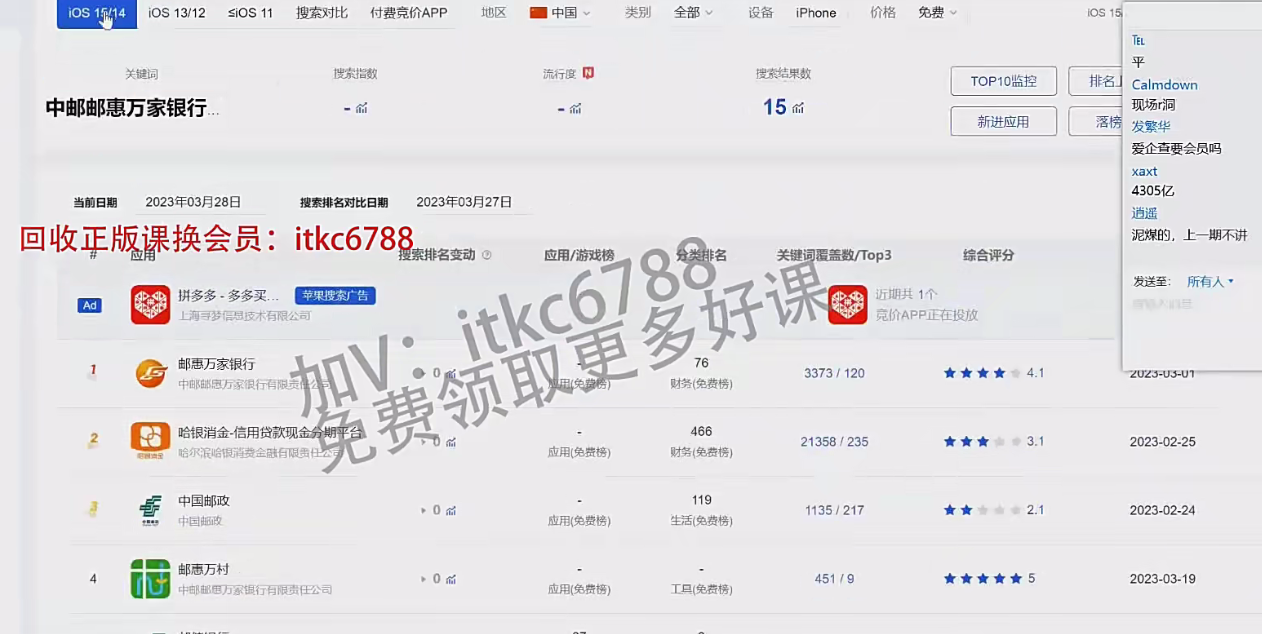 iOS 15/14 iOS 13/12 ≤iOS 11 搜索对比 付费竞价APP 地区 中国 类别 全部 设备 iPhone 价格 免费 iOS 15
关键词 搜索指数 流行度 搜索结果数
中邮邮惠万家银行... - - 15
TOP10监控 排名上
新进应用 落榜
TEL
平
Calmdown
现场r洞
发繁华
爱企查要会员吗
xaxt
4305亿
逍遥
泥煤的，上一期不讲
发送至： 所有人
当前日期 2023年03月28日 搜索排名对比日期 2023年03月27日
回收正版课换会员：itkc6788
# 应用 搜索排名变动 应用/游戏榜 分类排名 关键词覆盖数/Top3 综合评分
Ad 拼多多 - 多多买... 苹果搜索广告 近期共 1个
上海寻梦信息技术有限公司 竞价APP正在投放
加V：itkc6788
免费领取更多好课
1 邮惠万家银行 0 - 76 3373 / 120 4.1 2023-03-01
中邮邮惠万家银行有限责任公司 应用(免费榜) 财务(免费榜)
2 哈银消金-信用贷款现金分期平台 0 - 466 21358 / 235 3.1 2023-02-25
哈尔滨哈银消费金融有限责任公司 应用(免费榜) 财务(免费榜)
3 中国邮政 0 - 119 1135 / 217 2.1 2023-02-24
中国邮政 应用(免费榜) 生活(免费榜)
4 邮惠万村 0 - - 451 / 9 5 2023-03-19
中邮邮惠万家银行有限责任公司 应用(免费榜) 工具(免费榜)